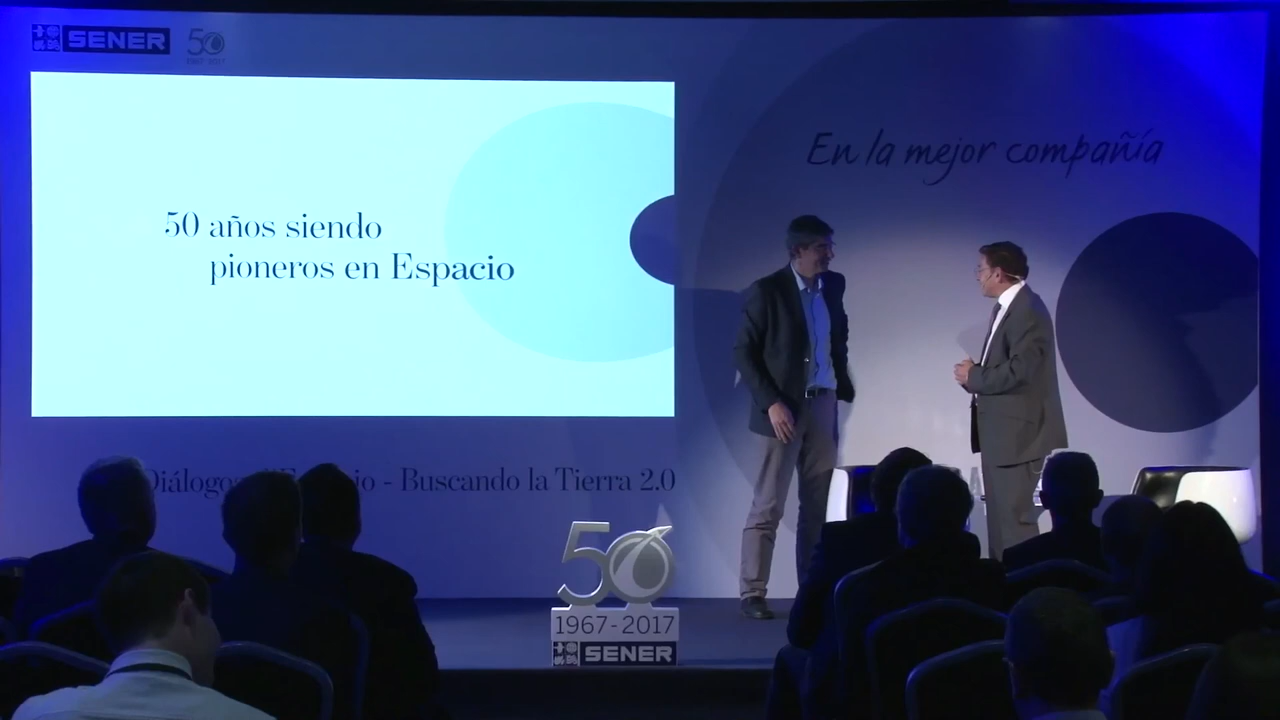 SENER
50
1967-2017
En la mejor compañía
50 años siendo
pioneros en Espacio
Diálogos - Buscando la Tierra 2.0
50
1967-2017
SENER